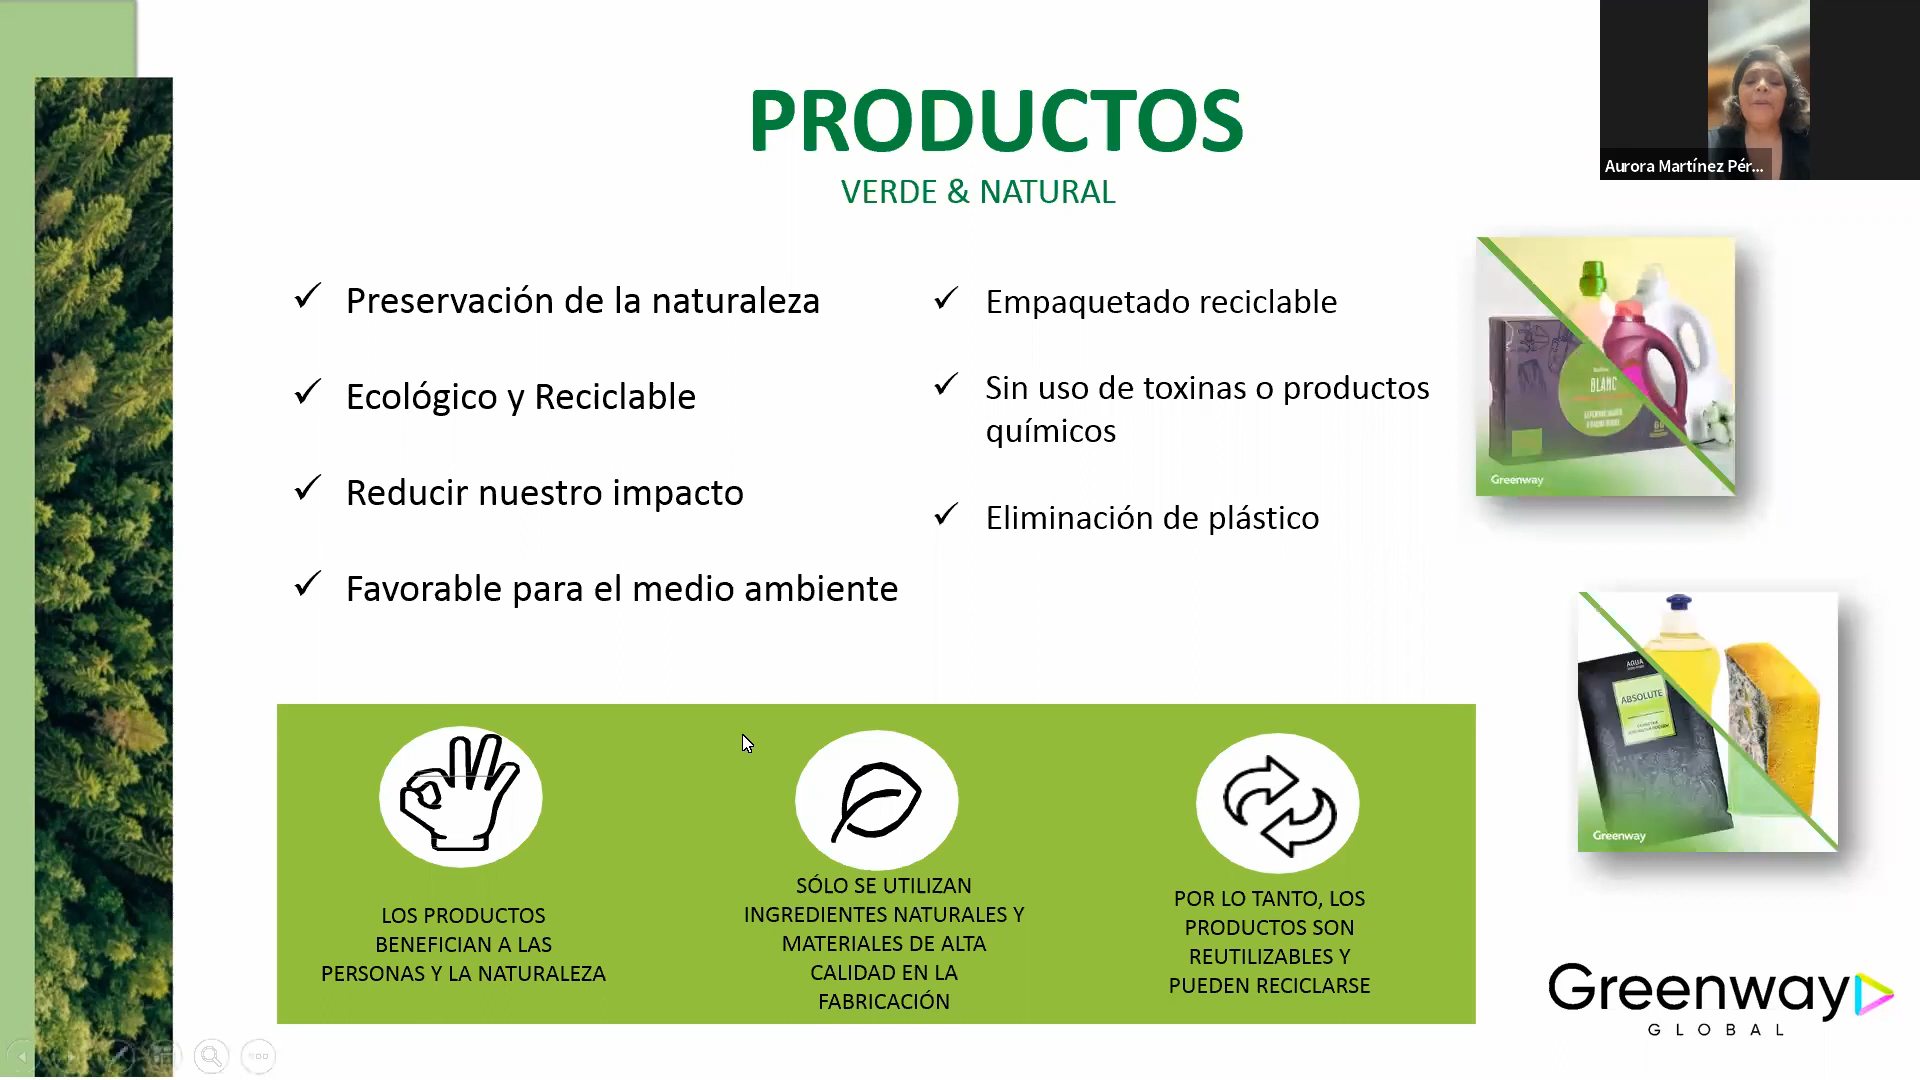 PRODUCTOS
VERDE & NATURAL
Aurora Martínez Pér...
Preservación de la naturaleza
Ecológico y Reciclable
Reducir nuestro impacto
Favorable para el medio ambiente
Empaquetado reciclable
Sin uso de toxinas o productos
químicos
Eliminación de plástico
BLANC
Greenway
AQUA
ABSOLUTE
Greenway
LOS PRODUCTOS
BENEFICIAN A LAS
PERSONAS Y LA NATURALEZA
SÓLO SE UTILIZAN
INGREDIENTES NATURALES Y
MATERIALES DE ALTA
CALIDAD EN LA
FABRICACIÓN
POR LO TANTO, LOS
PRODUCTOS SON
REUTILIZABLES Y
PUEDEN RECICLARSE
Greenway
GLOBAL